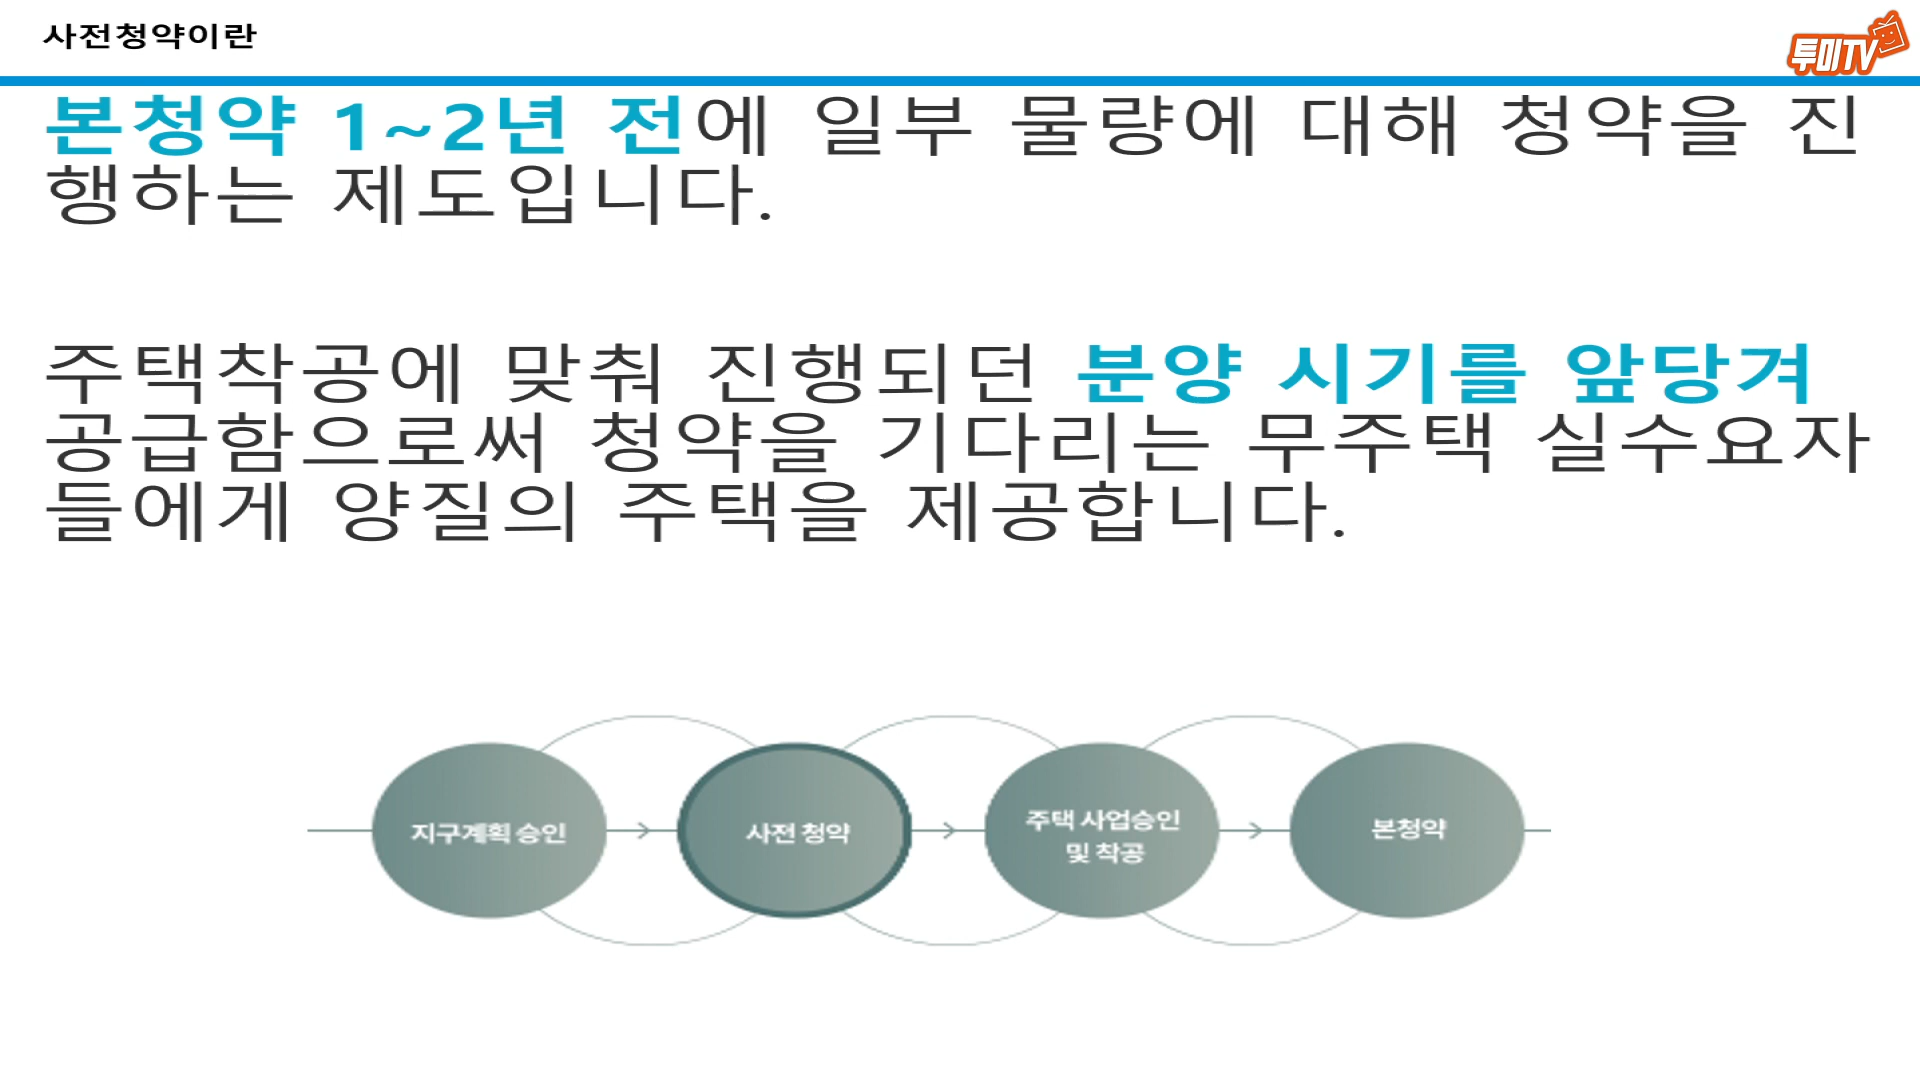 사전청약이란
투미TV
본청약 1~2년 전에 일부 물량에 대해 청약을 진
행하는 제도입니다.
주택착공에 맞춰 진행되던 분양 시기를 앞당겨
공급함으로써 청약을 기다리는 무주택 실수요자
들에게 양질의 주택을 제공합니다.
지구계획 승인
사전 청약
주택 사업승인
및 착공
본청약